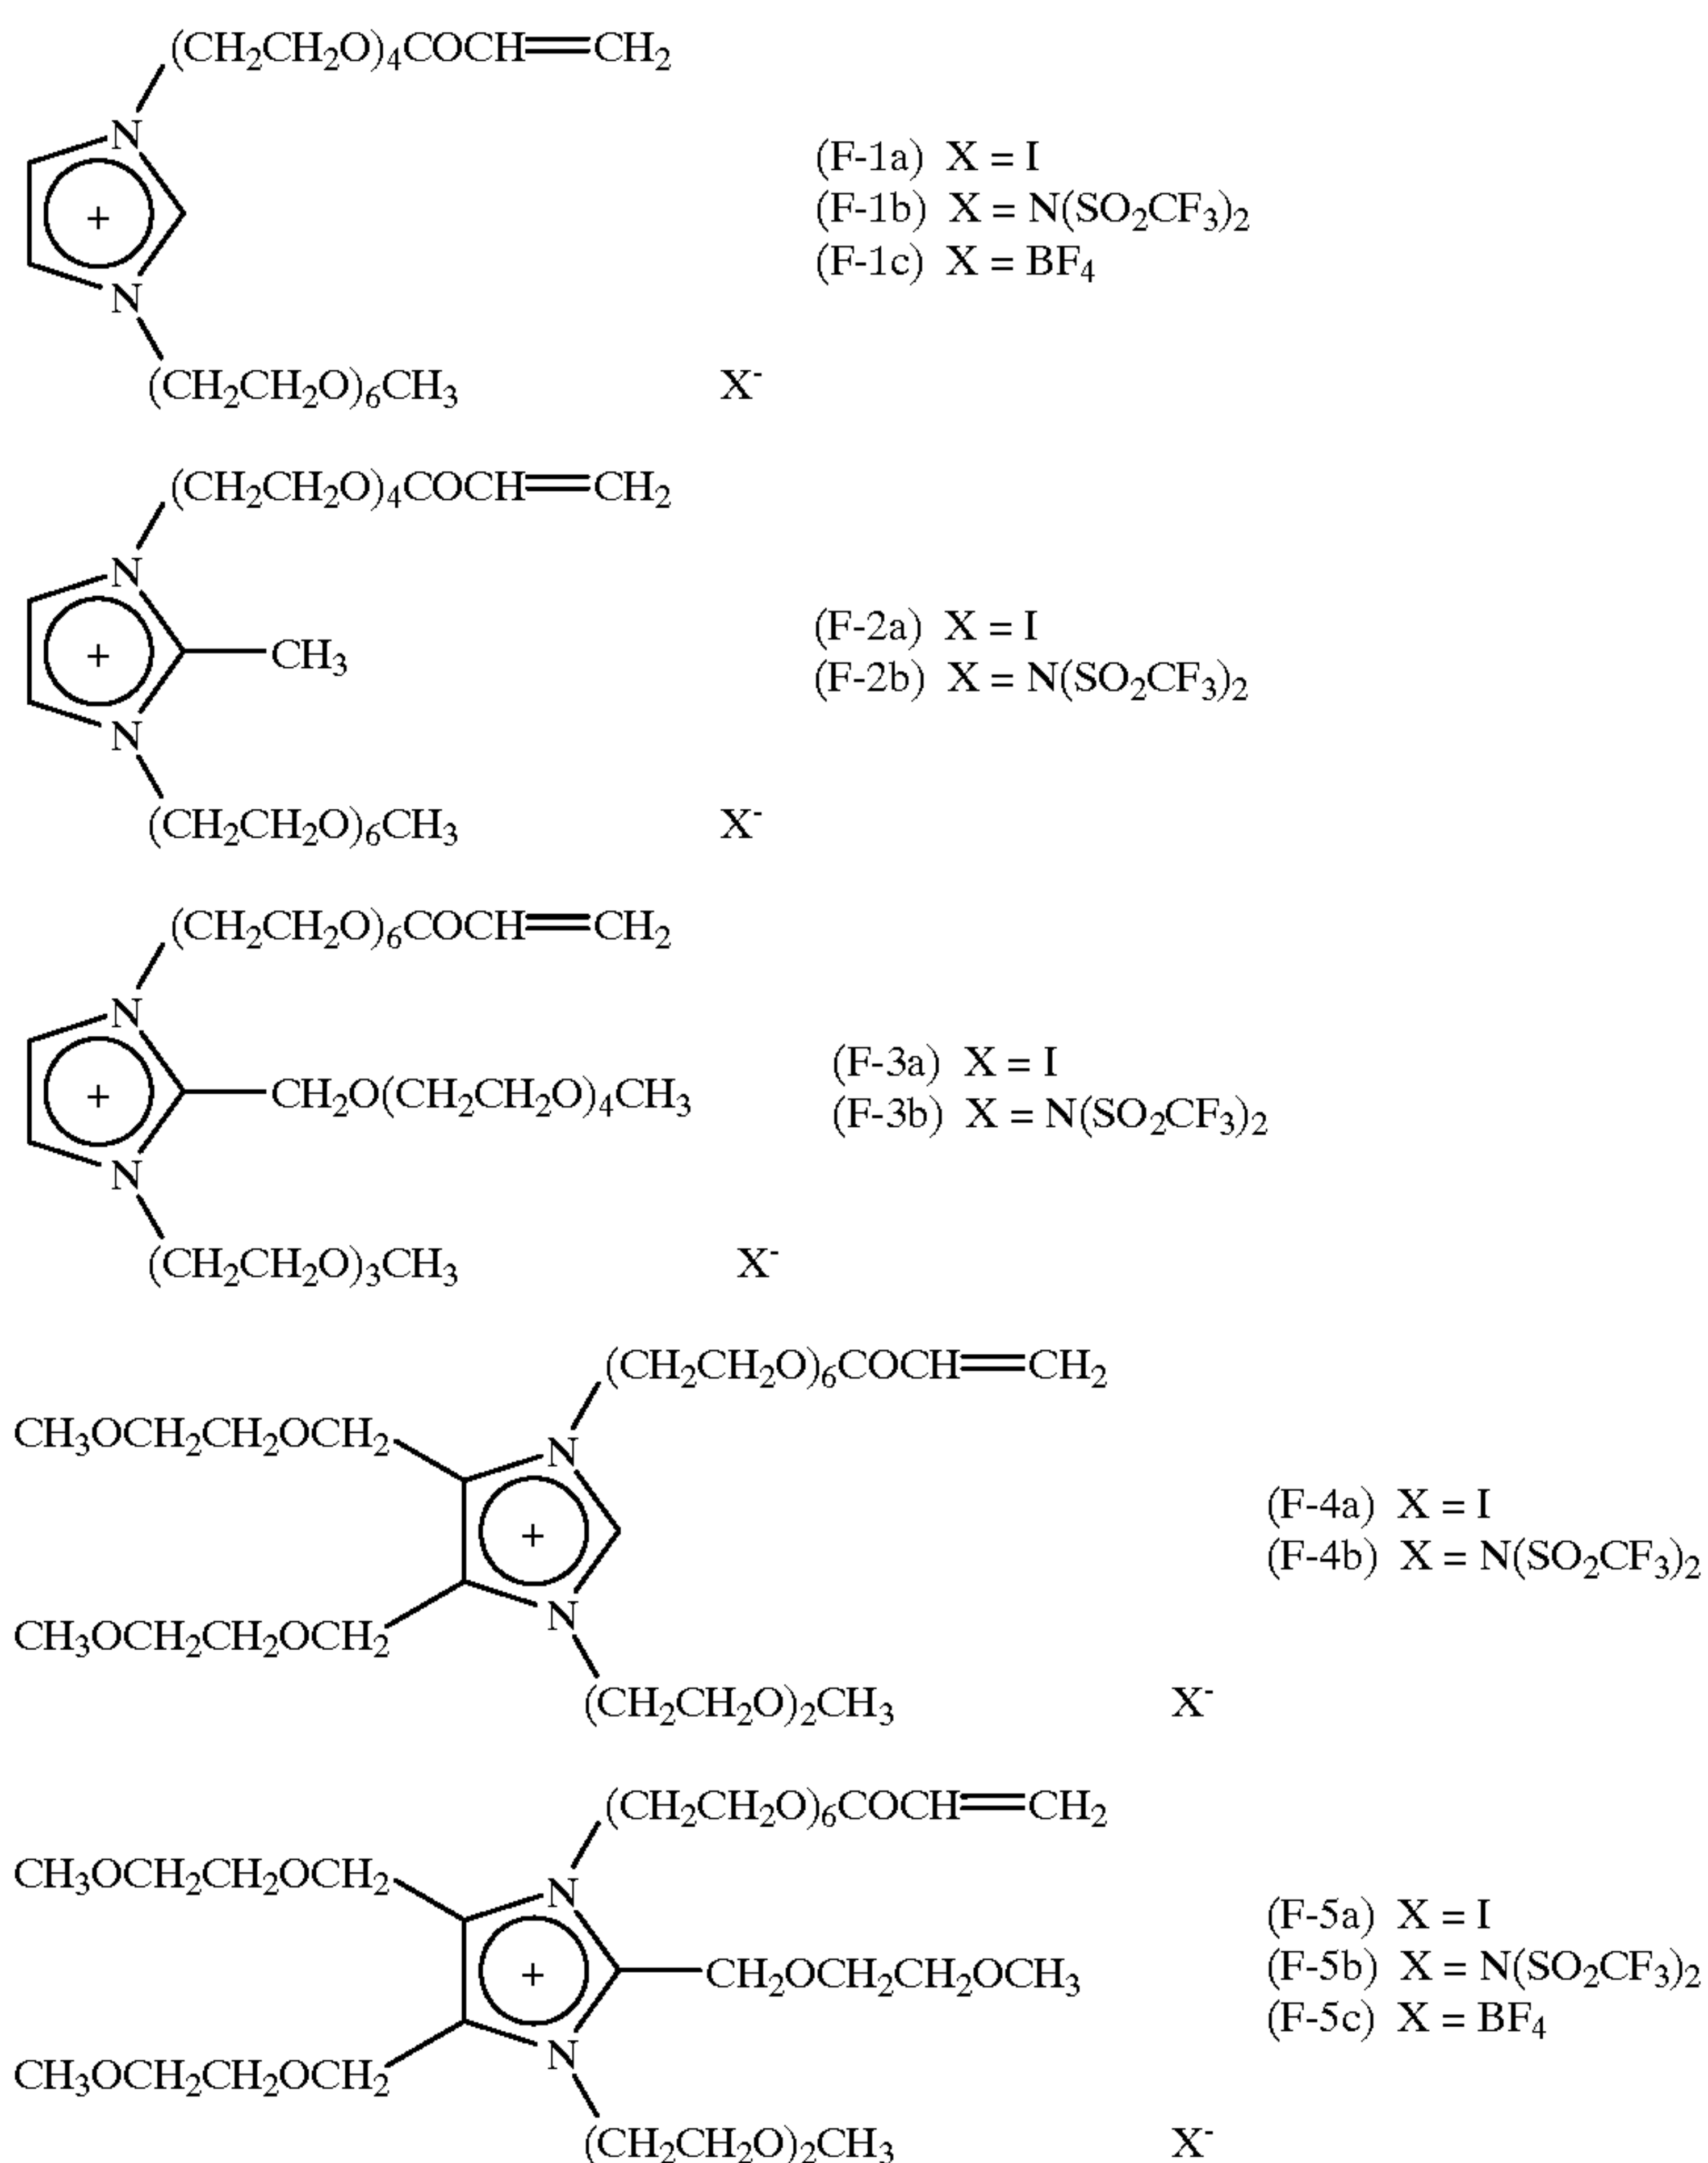 (CH₂CH₂O)₄COCH=CH₂
N
(F-1a) X = I
(F-1b) X = N(SO₂CF₃)₂
+
(F-1c) X = BF₄
N
(CH₂CH₂O)₆CH₃ X⁻
(CH₂CH₂O)₄COCH=CH₂
N
(F-2a) X = I
+ CH₃
(F-2b) X = N(SO₂CF₃)₂
N
(CH₂CH₂O)₆CH₃ X⁻
(CH₂CH₂O)₆COCH=CH₂
N
(F-3a) X = I
+ CH₂O(CH₂CH₂O)₄CH₃
(F-3b) X = N(SO₂CF₃)₂
N
(CH₂CH₂O)₃CH₃ X⁻
(CH₂CH₂O)₆COCH=CH₂
CH₃OCH₂CH₂OCH₂ N
(F-4a) X = I
+
(F-4b) X = N(SO₂CF₃)₂
CH₃OCH₂CH₂OCH₂ N
(CH₂CH₂O)₂CH₃ X⁻
(CH₂CH₂O)₆COCH=CH₂
CH₃OCH₂CH₂OCH₂ N
(F-5a) X = I
+ CH₂OCH₂CH₂OCH₃
(F-5b) X = N(SO₂CF₃)₂
(F-5c) X = BF₄
CH₃OCH₂CH₂OCH₂ N
(CH₂CH₂O)₂CH₃ X⁻